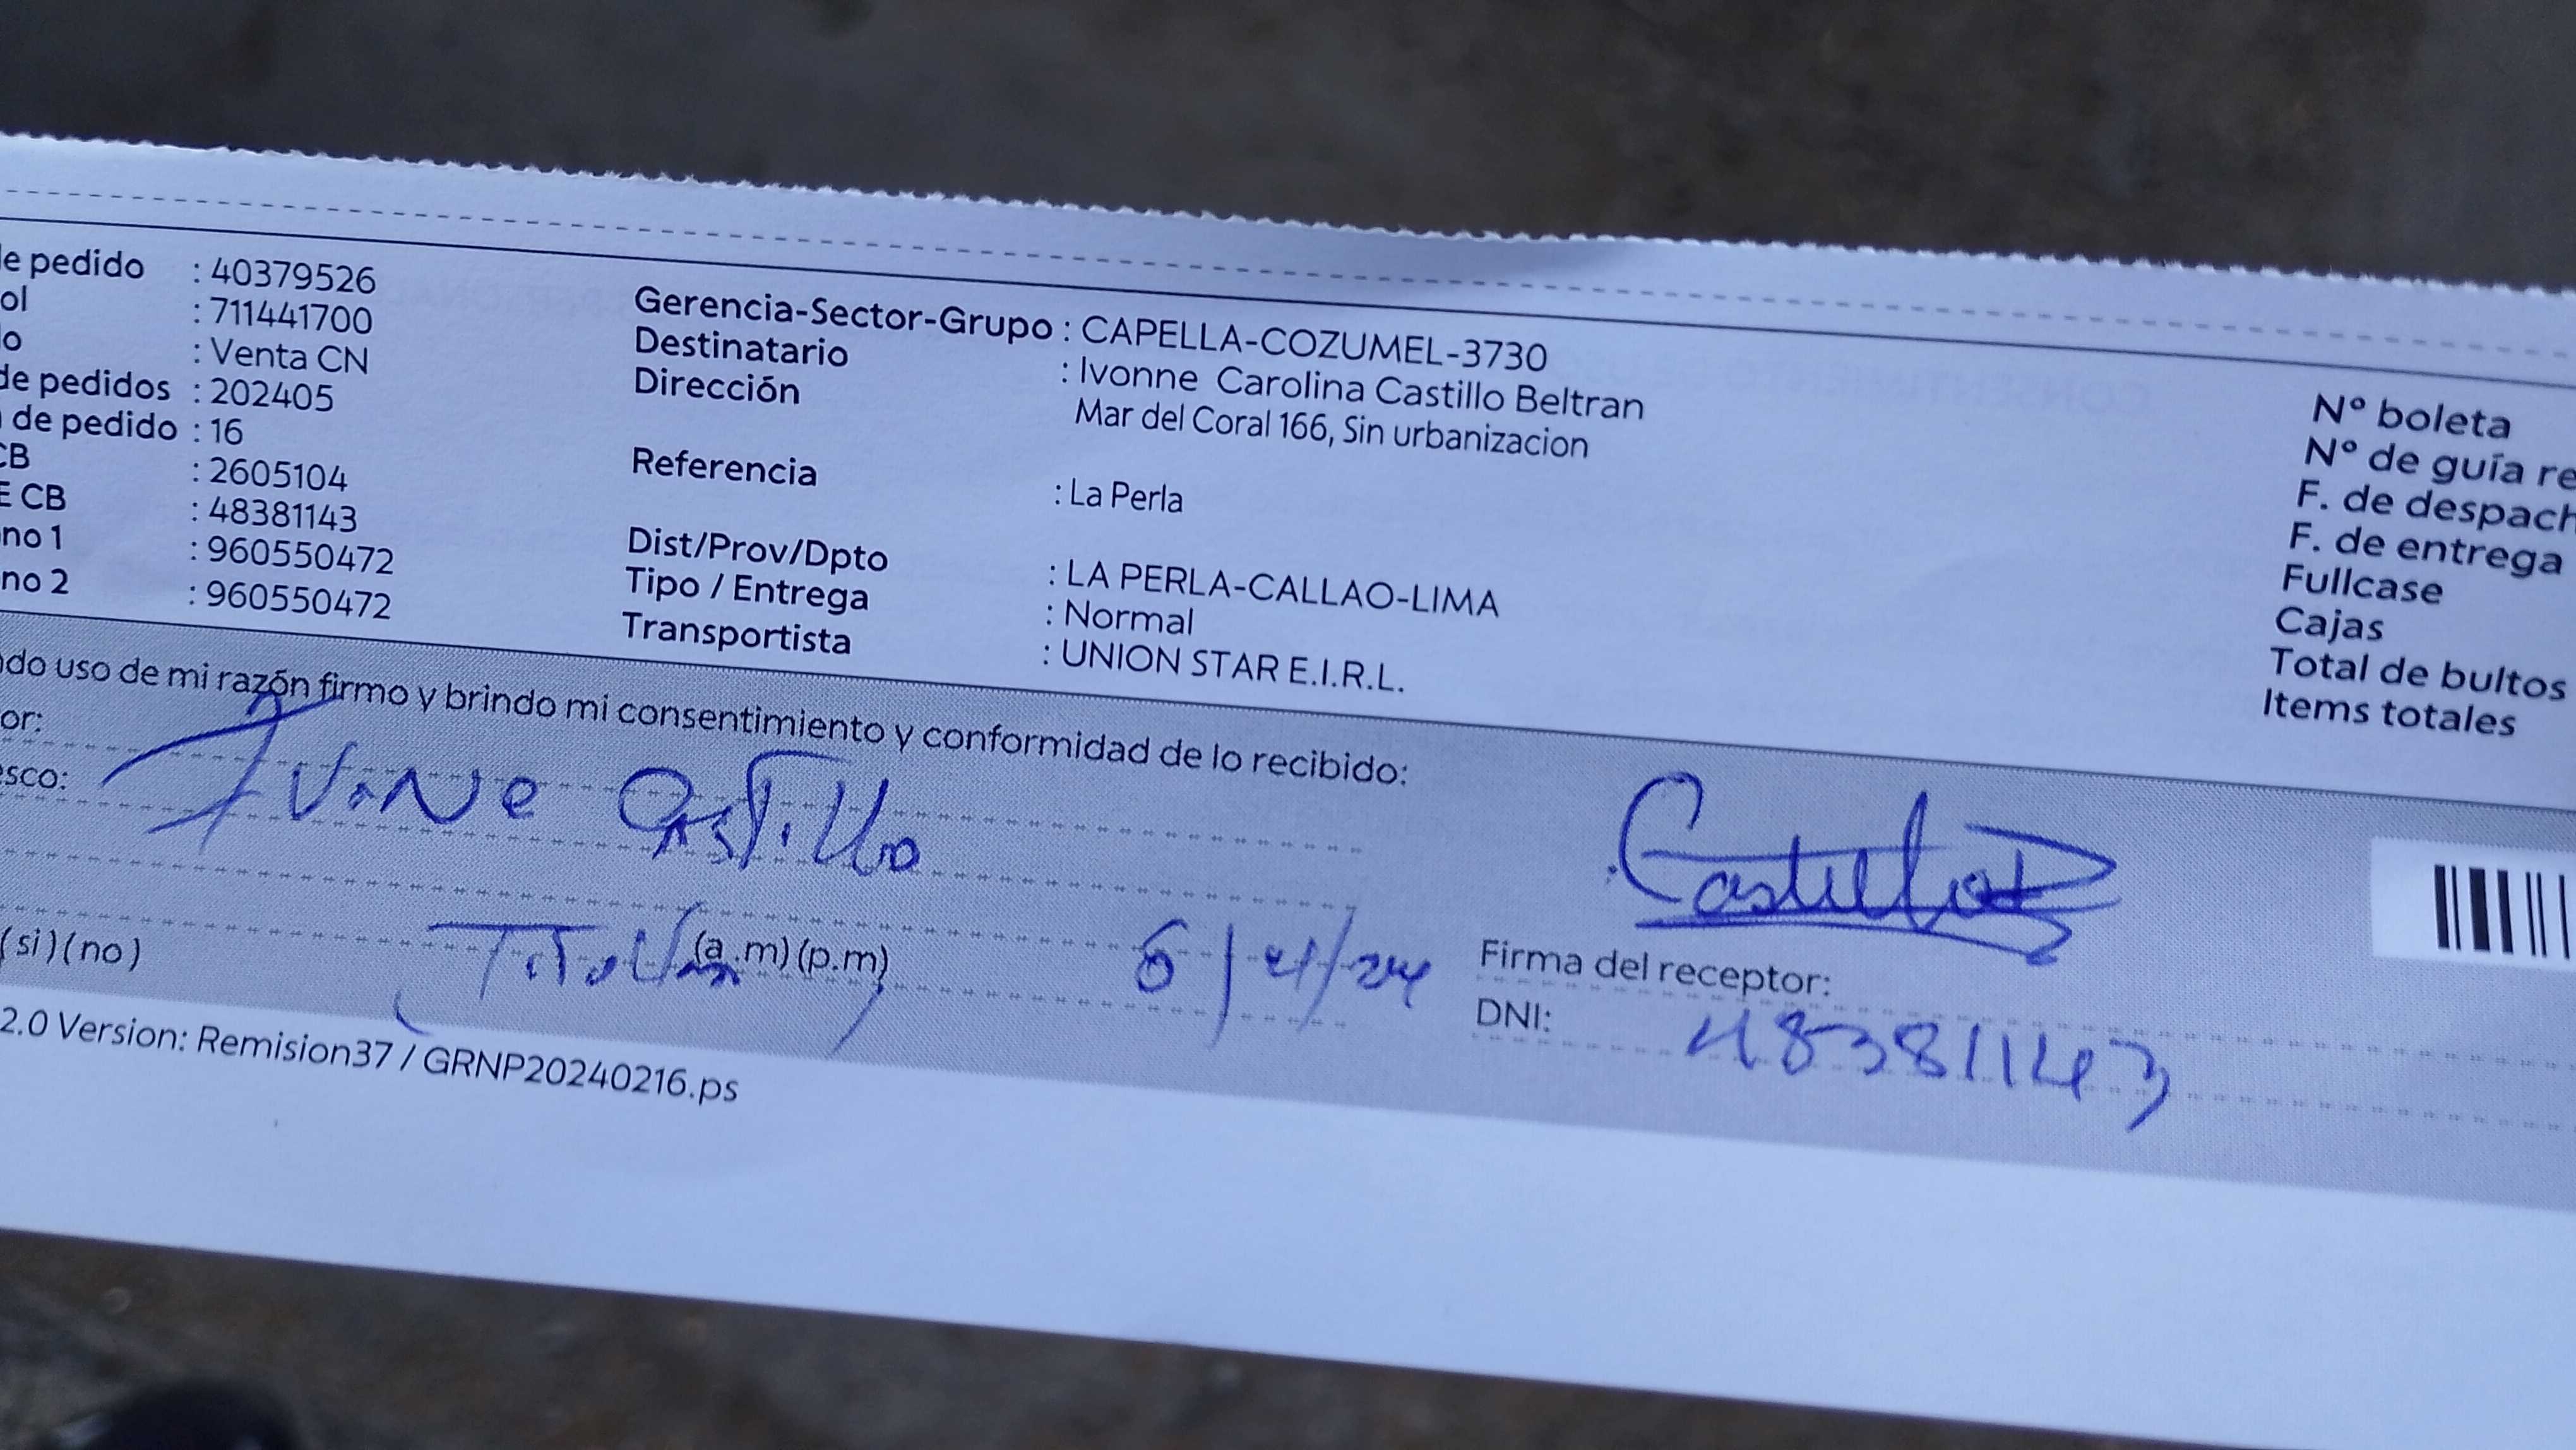 de pedido : 40379526
ol : 711441700
o : Venta CN
de pedidos : 202405
de pedido : 16
CB : 2605104
E CB : 48381143
no 1 : 960550472
no 2 : 960550472
Gerencia-Sector-Grupo : CAPELLA-COZUMEL-3730
Destinatario : Ivonne Carolina Castillo Beltran
Dirección Mar del Coral 166, Sin urbanizacion
Referencia : La Perla
Dist/Prov/Dpto : LA PERLA-CALLAO-LIMA
Tipo / Entrega : Normal
Transportista : UNION STAR E.I.R.L.
N° boleta
N° de guía re
F. de despach
F. de entrega
Fullcase
Cajas
Total de bultos
Items totales
ndo uso de mi razón firmo y brindo mi consentimiento y conformidad de lo recibido:
or:
esco:
IVoNe CasTillo
Castillo
(si)(no) (a.m)(p.m)
(TiTular) 6/4/24
Firma del receptor:
DNI: 48381143
2.0 Version: Remision37 / GRNP20240216.ps